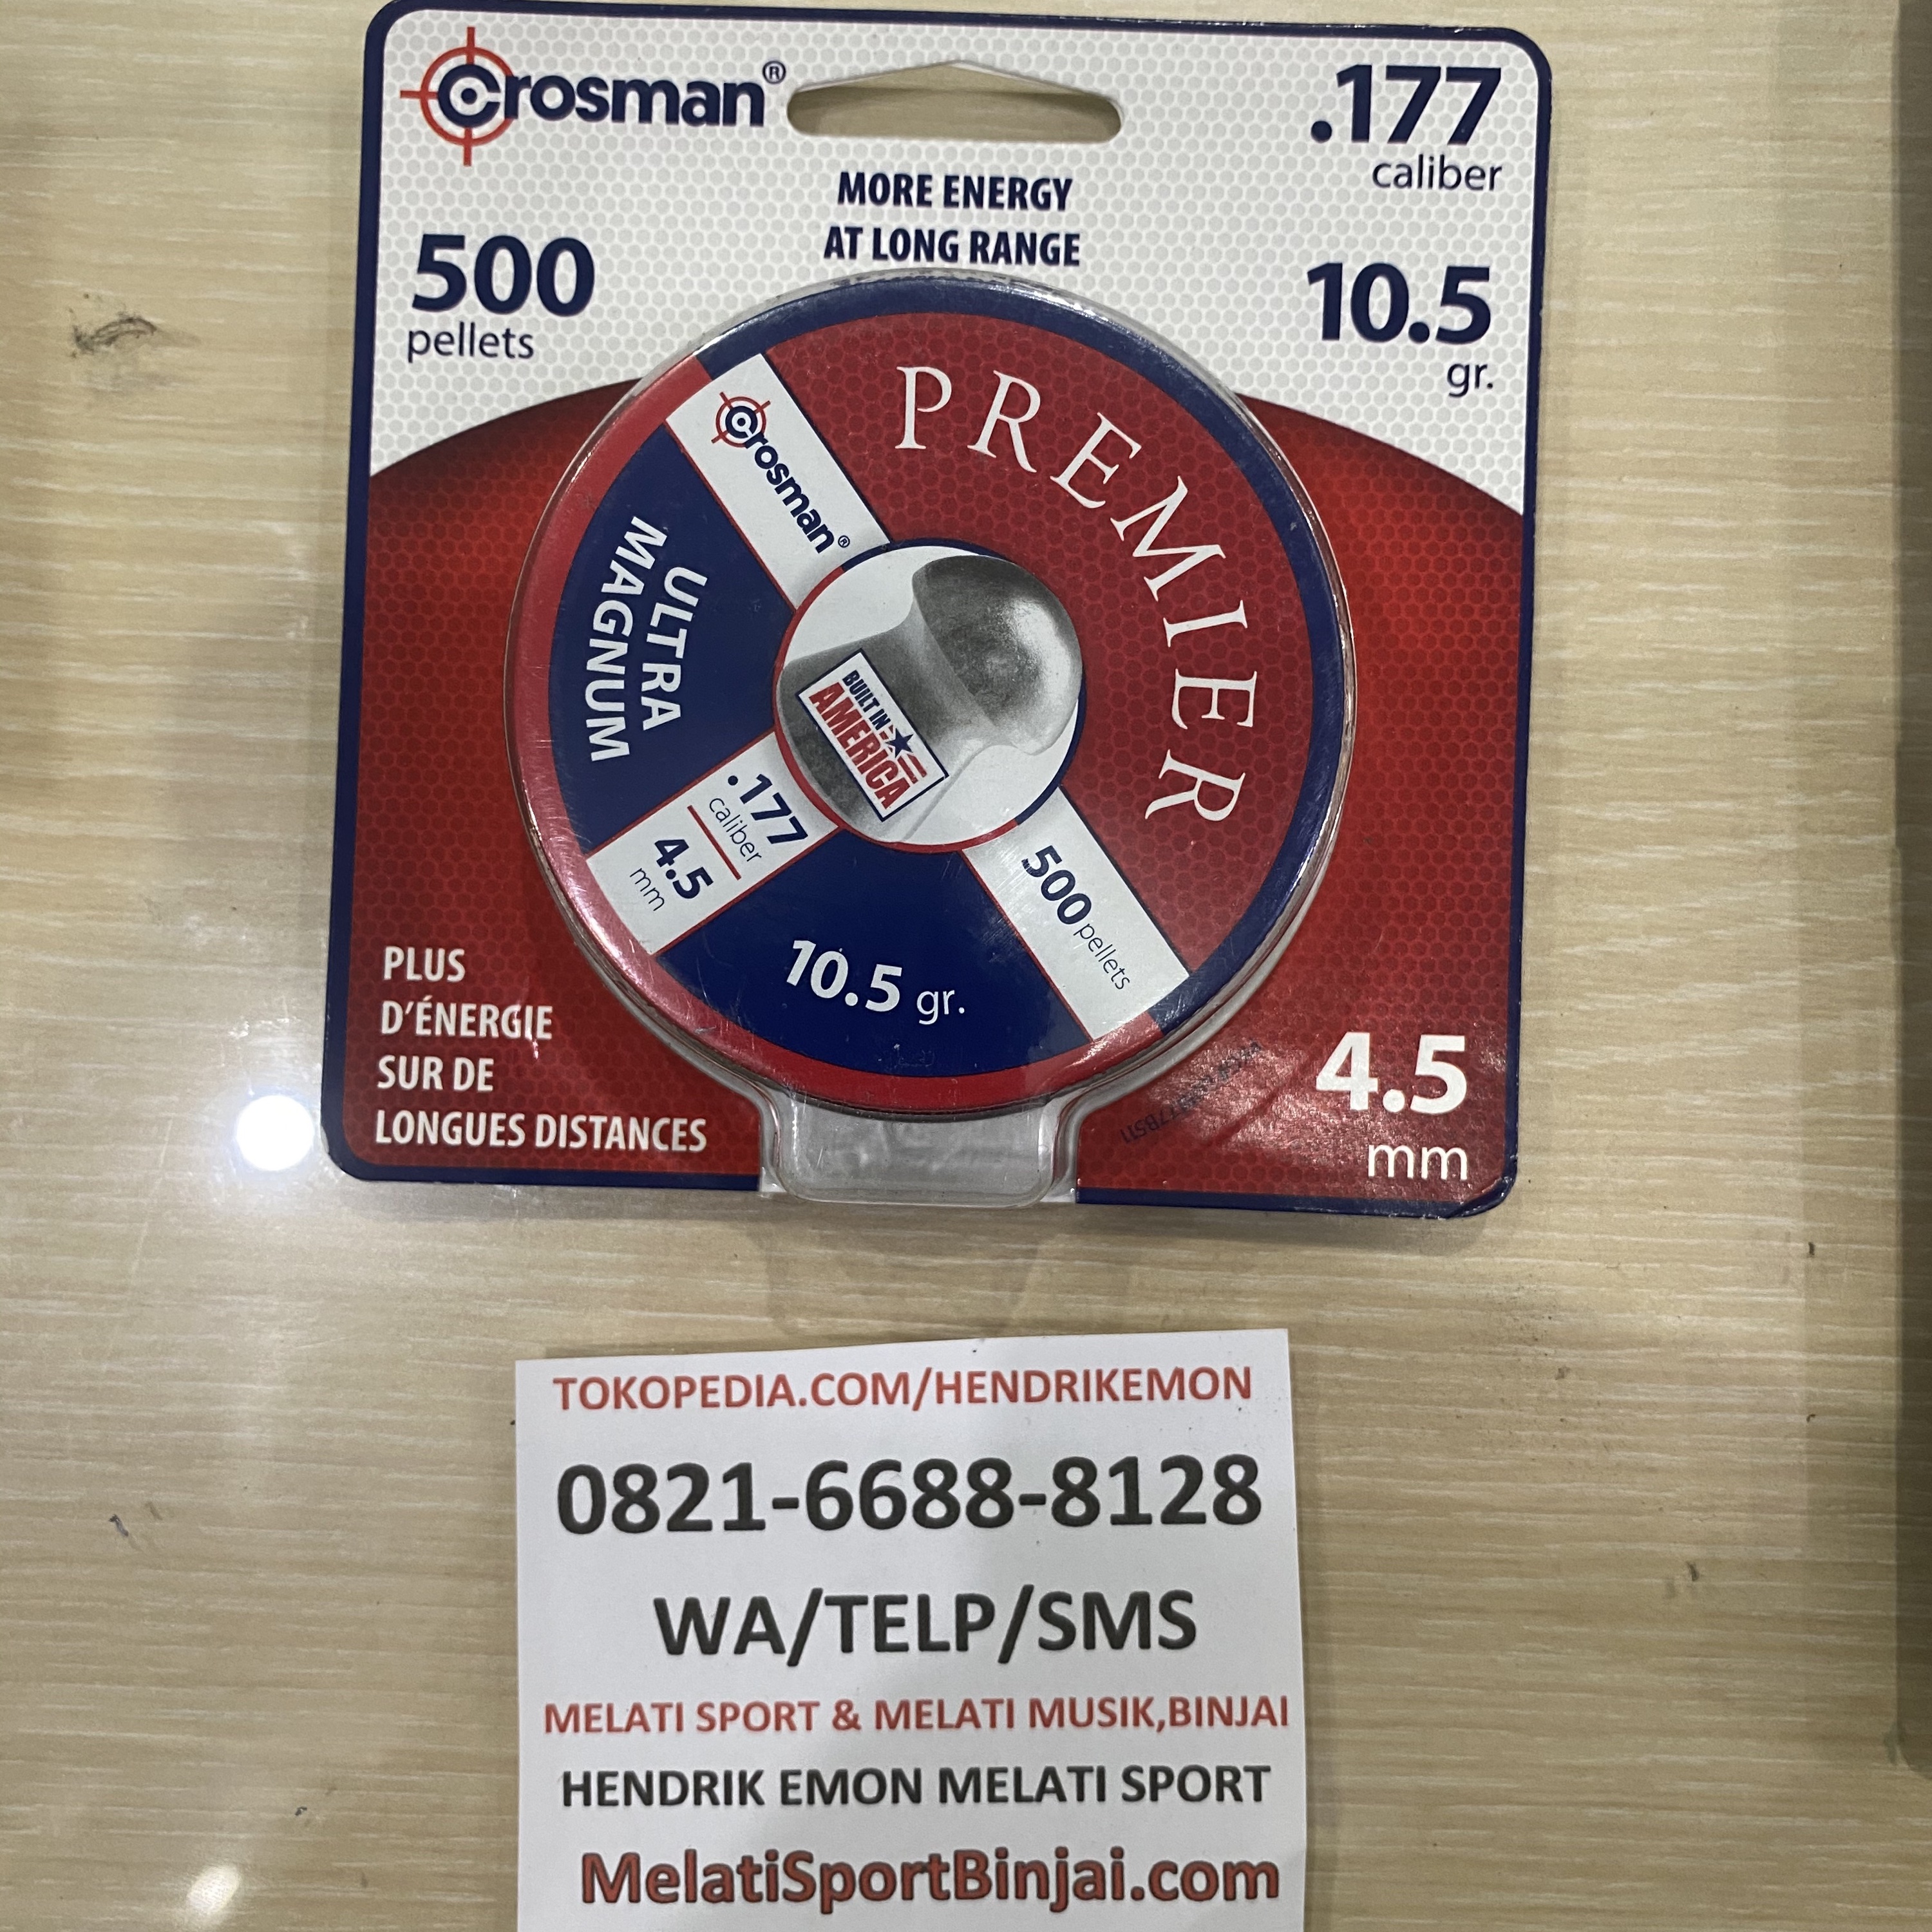 Crosman®
.177
caliber
MORE ENERGY
AT LONG RANGE
500
pellets
10.5
gr.
PREMIER
Crosman®
ULTRA
MAGNUM
BUILT IN
AMERICA
.177
caliber
4.5
mm
500 pellets
10.5 gr.
PLUS
D'ÉNERGIE
SUR DE
LONGUES DISTANCES
4.5
mm
TOKOPEDIA.COM/HENDRIKEMON
0821-6688-8128
WA/TELP/SMS
MELATI SPORT & MELATI MUSIK,BINJAI
HENDRIK EMON MELATI SPORT
MelatiSportBinjai.com